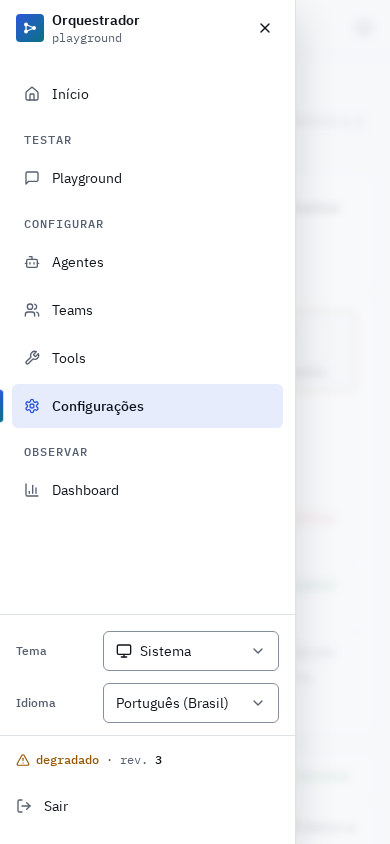 Orquestrador
playground
Início
TESTAR
Playground
CONFIGURAR
Agentes
Teams
Tools
Configurações
OBSERVAR
Dashboard
Tema
Sistema
Idioma
Português (Brasil)
degradado · rev. 3
Sair